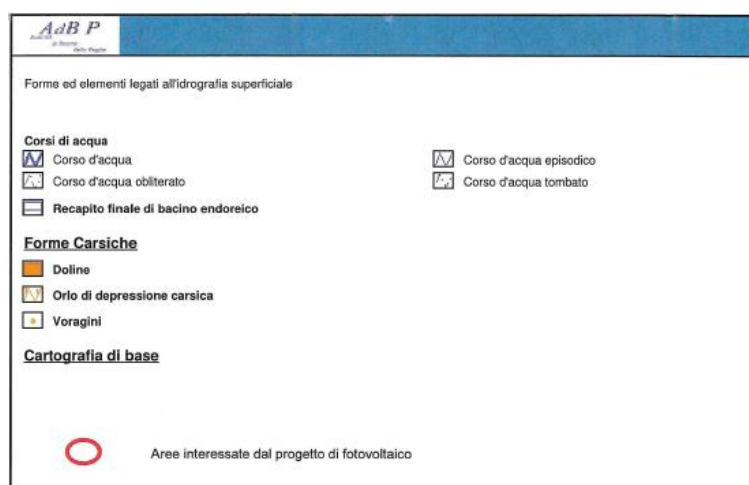 AdB P
Forme ed elementi legati all'idrografia superficiale
Corsi di acqua
Corso d'acqua
Corso d'acqua episodico
Corso d'acqua obliterato
Corso d'acqua tombato
Recapito finale di bacino endoreico
Forme Carsiche
Doline
Orlo di depressione carsica
Voragini
Cartografia di base
Aree interessate dal progetto di fotovoltaico